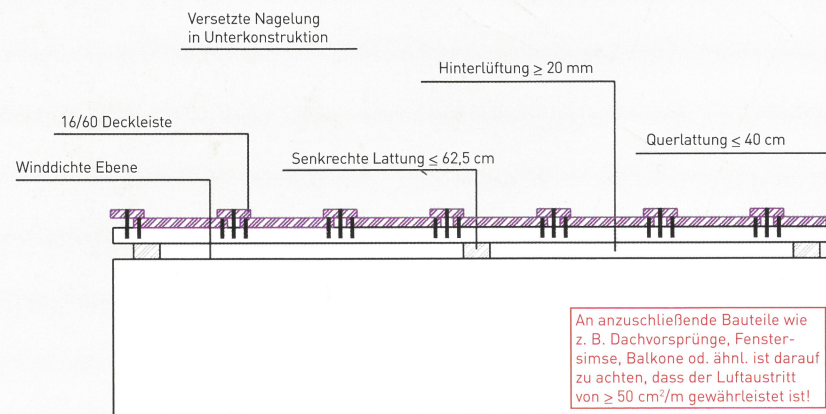 Versetzte Nagelung
in Unterkonstruktion
Hinterlüftung ≥ 20 mm
16/60 Deckleiste
Querlattung ≤ 40 cm
Senkrechte Lattung ≤ 62,5 cm
Winddichte Ebene
An anzuschließende Bauteile wie
z. B. Dachvorsprünge, Fenster-
simse, Balkone od. ähnl. ist darauf
zu achten, dass der Luftaustritt
von ≥ 50 cm²/m gewährleistet ist!